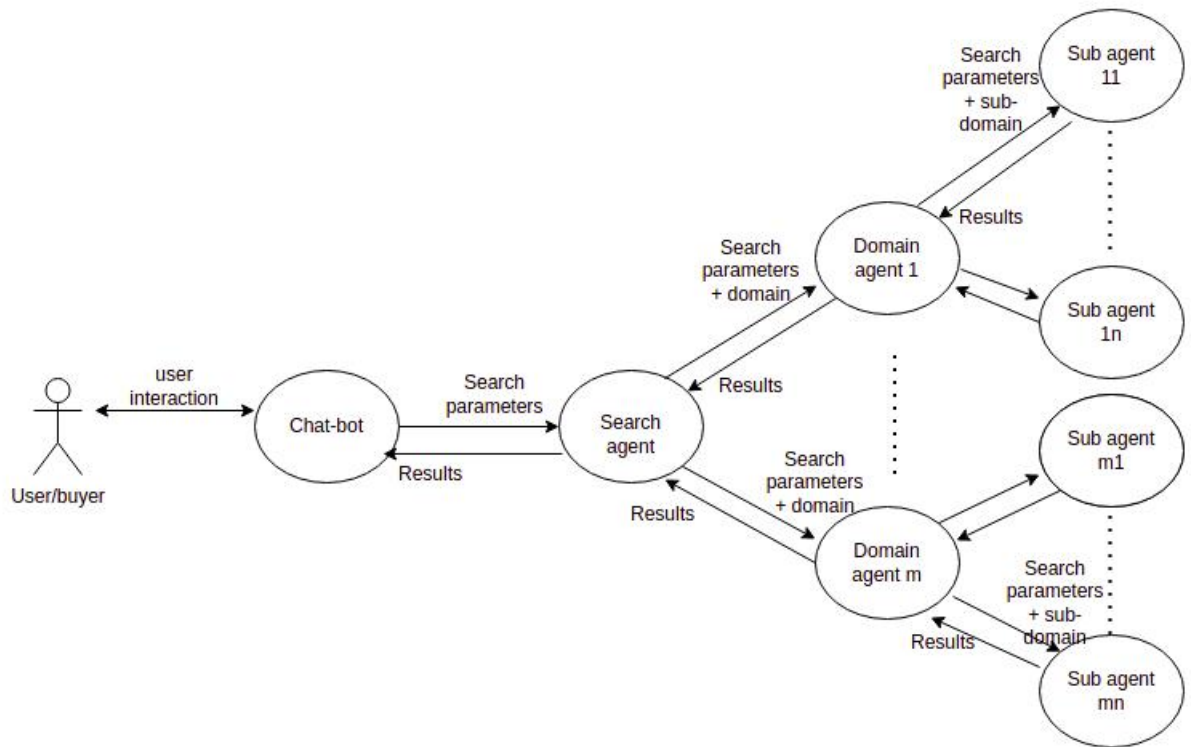 Sub agent
11
Search
parameters
+ sub-
domain
Results
Domain
agent 1
Search
parameters
+ domain
Sub agent
1n
Results
user
interaction
User/buyer
Chat-bot
Search
parameters
Results
Search
agent
Search
parameters
+ domain
Results
Sub agent
m1
Domain
agent m
Search
parameters
+ sub-
domain
Results
Sub agent
mn